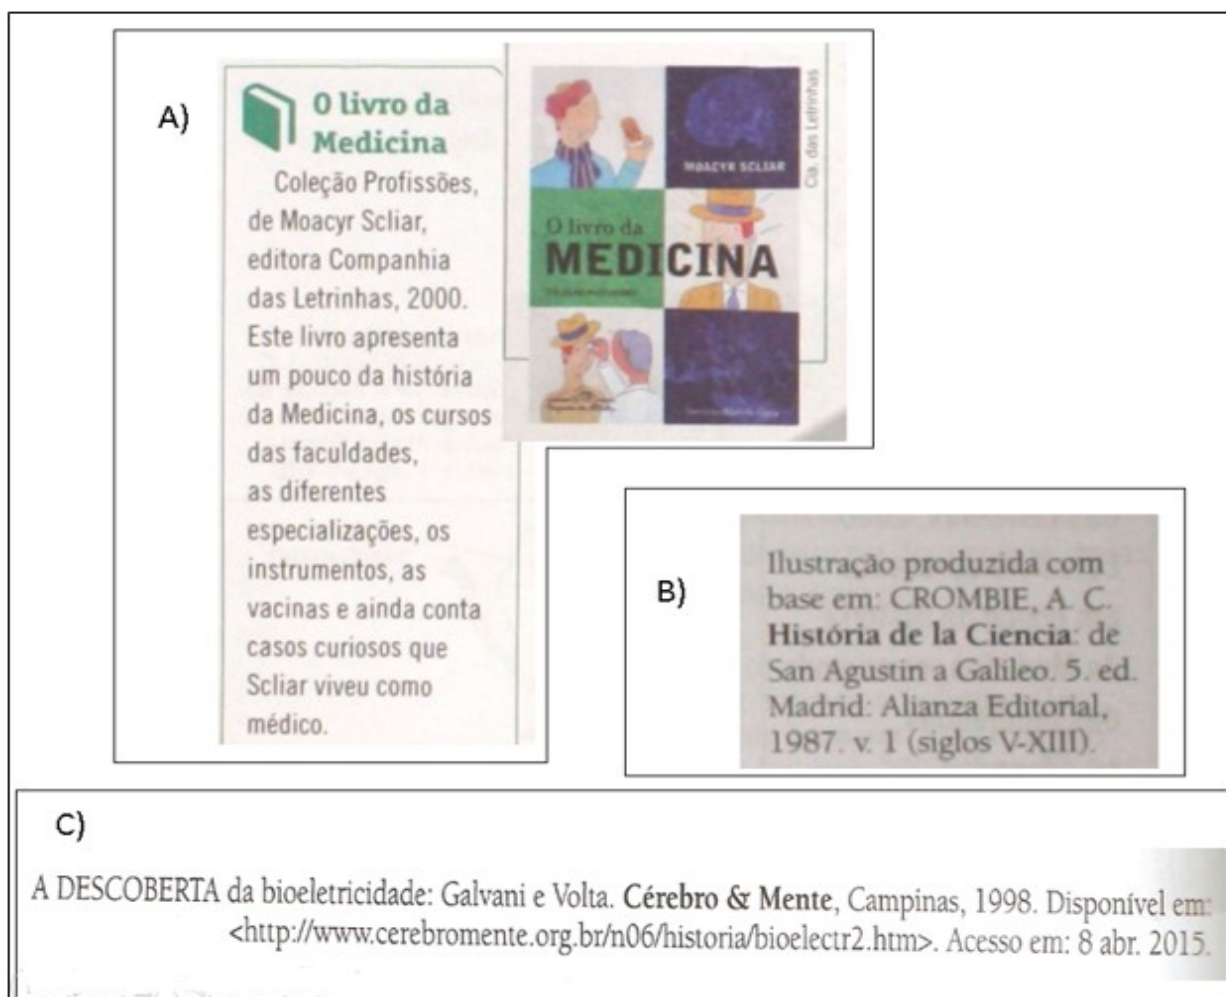 A)
O livro da
Medicina
Coleção Profissões,
de Moacyr Scliar,
editora Companhia
das Letrinhas, 2000.
Este livro apresenta
um pouco da história
da Medicina, os cursos
das faculdades,
as diferentes
especializações, os
instrumentos, as
vacinas e ainda conta
casos curiosos que
Scliar viveu como
médico.
MOACYR SCLIAR
O livro da
MEDICINA
Cia. das Letrinhas
B)
Ilustração produzida com
base em: CROMBIE, A. C.
História de la Ciencia: de
San Agustin a Galileo. 5. ed.
Madrid: Alianza Editorial,
1987. v. 1 (siglos V-XIII).
C)
A DESCOBERTA da bioeletricidade: Galvani e Volta. Cérebro & Mente, Campinas, 1998. Disponível em:
<http://www.cerebromente.org.br/n06/historia/bioelectr2.htm>. Acesso em: 8 abr. 2015.